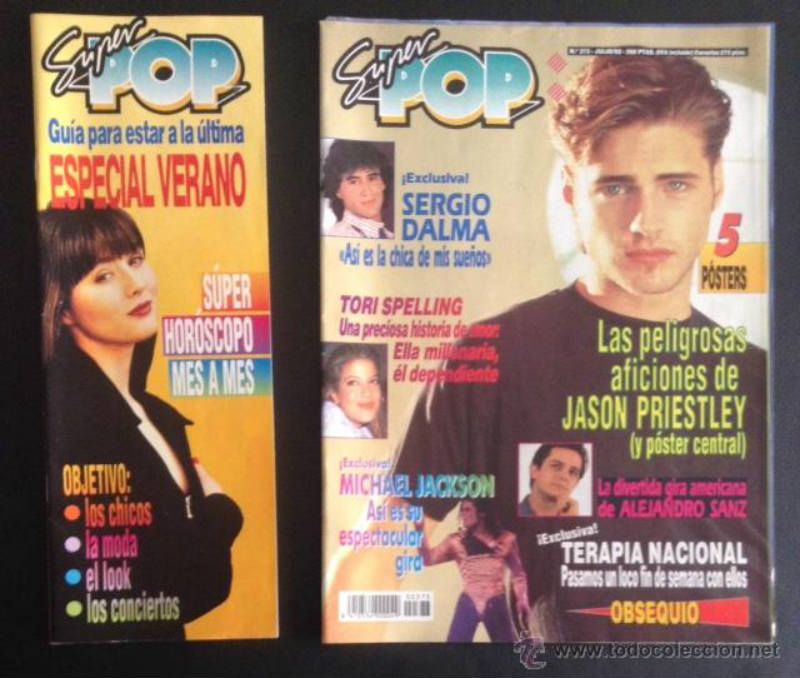 Súper
POP
Guía para estar a la última
ESPECIAL VERANO
SÚPER
HORÓSCOPO
MES A MES
OBJETIVO:
los chicos
la moda
el look
los conciertos
Súper
POP
¡Exclusiva!
SERGIO
DALMA
«Así es la chica de mis sueños»
5
PÓSTERS
TORI SPELLING
Una preciosa historia de amor:
Ella millonaria,
él dependiente
Las peligrosas
aficiones de
JASON PRIESTLEY
(y póster central)
¡Exclusiva!
MICHAEL JACKSON
Así es su
espectacular
gira
La divertida gira americana
de ALEJANDRO SANZ
¡Exclusiva!
TERAPIA NACIONAL
Pasamos un loco fin de semana con ellos
OBSEQUIO
www.todocoleccion.net